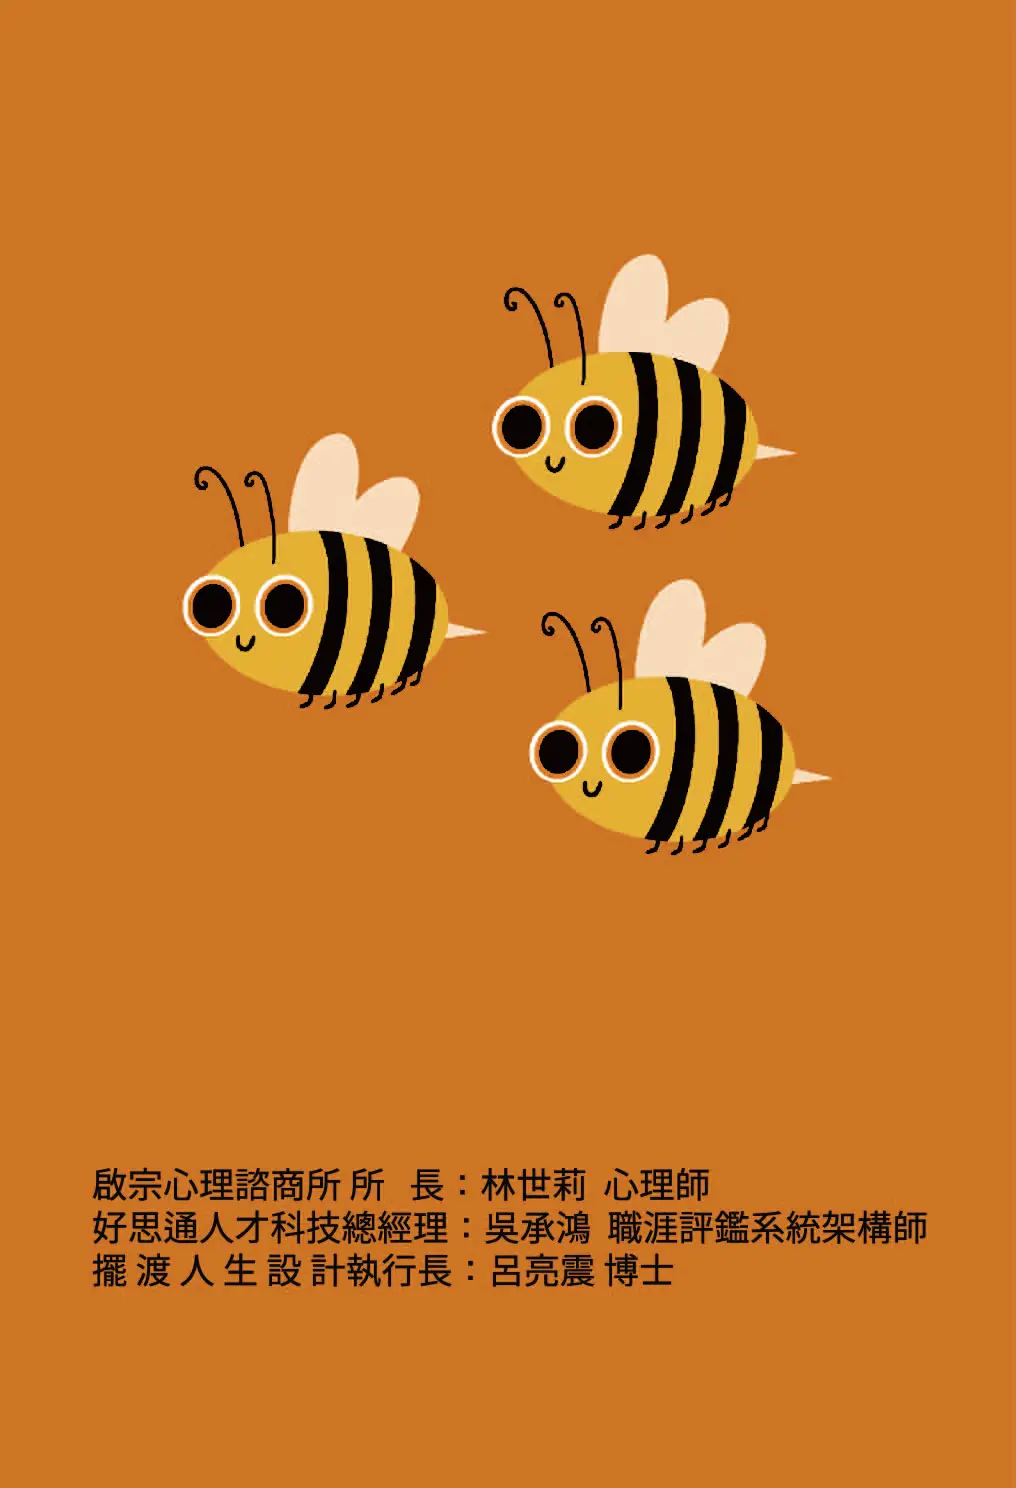 啟宗心理諮商所 所 長：林世莉 心理師
好思通人才科技總經理：吳承鴻 職涯評鑑系統架構師
擺 渡 人 生 設 計執行長：呂亮震 博士